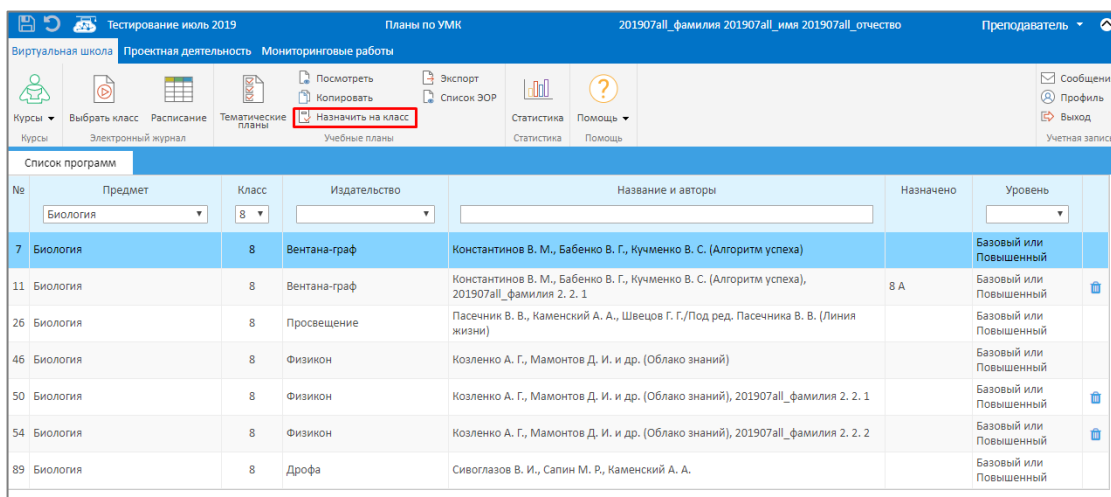 Тестирование июль 2019 Планы по УМК 201907all_фамилия 201907all_имя 201907all_отчество Преподаватель
Виртуальная школа Проектная деятельность Мониторинговые работы
Посмотреть Экспорт Сообщени
Копировать Список ЭОР Профиль
Курсы Выбрать класс Расписание Тематические планы Назначить на класс Статистика Помощь Выход
Курсы Электронный журнал Учебные планы Статистика Помощь Учетная запис
Список программ
№ Предмет Класс Издательство Название и авторы Назначено Уровень
Биология 8
7 Биология 8 Вентана-граф Константинов В. М., Бабенко В. Г., Кучменко В. С. (Алгоритм успеха) Базовый или
Повышенный
11 Биология 8 Вентана-граф Константинов В. М., Бабенко В. Г., Кучменко В. С. (Алгоритм успеха), 8 А Базовый или
201907all_фамилия 2. 2. 1 Повышенный
26 Биология 8 Просвещение Пасечник В. В., Каменский А. А., Швецов Г. Г./Под ред. Пасечника В. В. (Линия Базовый или
жизни) Повышенный
46 Биология 8 Физикон Козленко А. Г., Мамонтов Д. И. и др. (Облако знаний) Базовый или
Повышенный
50 Биология 8 Физикон Козленко А. Г., Мамонтов Д. И. и др. (Облако знаний), 201907all_фамилия 2. 2. 1 Базовый или
Повышенный
54 Биология 8 Физикон Козленко А. Г., Мамонтов Д. И. и др. (Облако знаний), 201907all_фамилия 2. 2. 2 Базовый или
Повышенный
89 Биология 8 Дрофа Сивоглазов В. И., Сапин М. Р., Каменский А. А. Базовый или
Повышенный